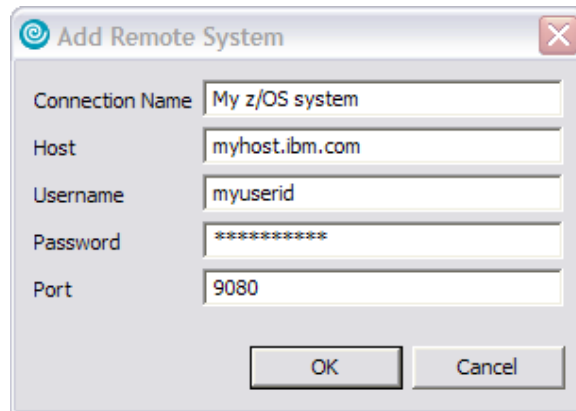 Add Remote System
Connection Name My z/OS system
Host myhost.ibm.com
Username myuserid
Password **********
Port 9080
OK Cancel